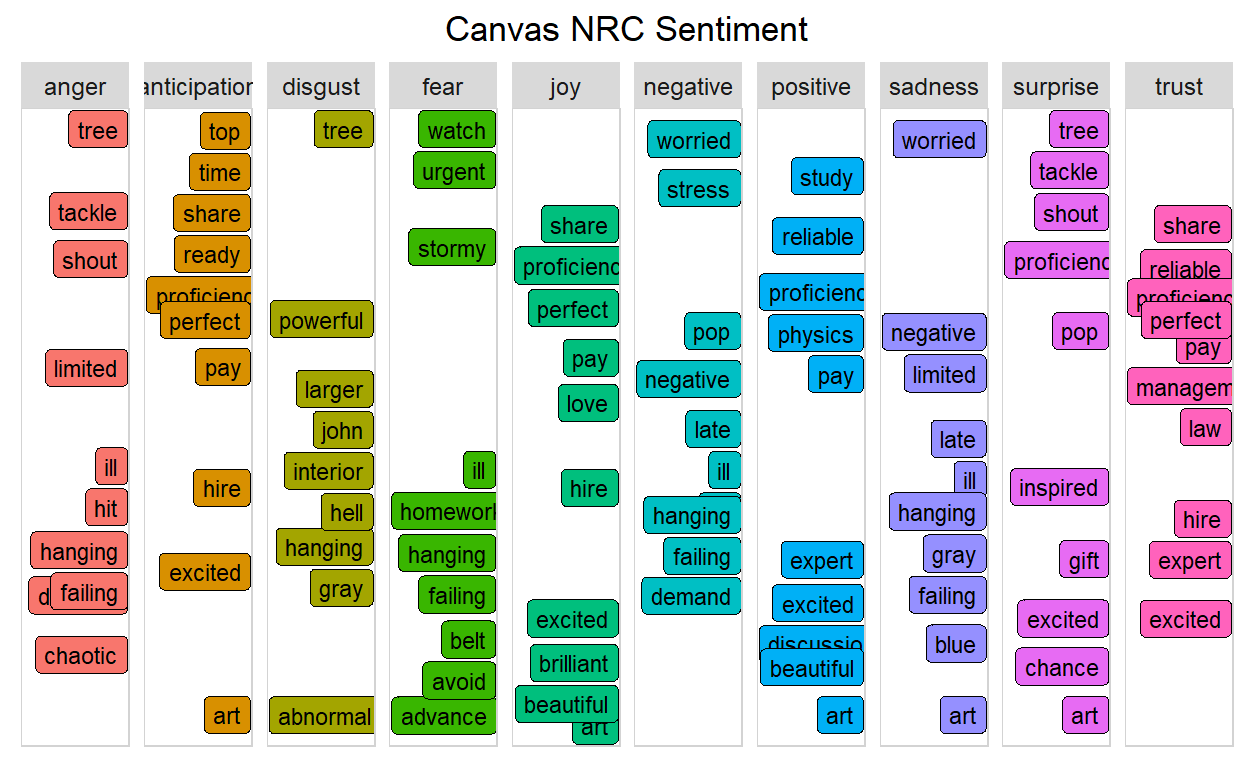 Canvas NRC Sentiment
anger
anticipation
disgust
fear
joy
negative
positive
sadness
surprise
trust
tree
tackle
shout
limited
ill
hit
hanging
d
failing
chaotic
top
time
share
ready
proficienc
perfect
pay
hire
excited
art
tree
powerful
larger
john
interior
hell
hanging
gray
abnormal
watch
urgent
stormy
ill
homework
hanging
failing
belt
avoid
advance
share
proficienc
perfect
pay
love
hire
excited
brilliant
beautiful
art
worried
stress
pop
negative
late
ill
hanging
failing
demand
study
reliable
proficienc
physics
pay
expert
excited
discussio
beautiful
art
worried
negative
limited
late
ill
hanging
gray
failing
blue
art
tree
tackle
shout
proficienc
pop
inspired
gift
excited
chance
art
share
reliable
proficienc
perfect
pay
managem
law
hire
expert
excited